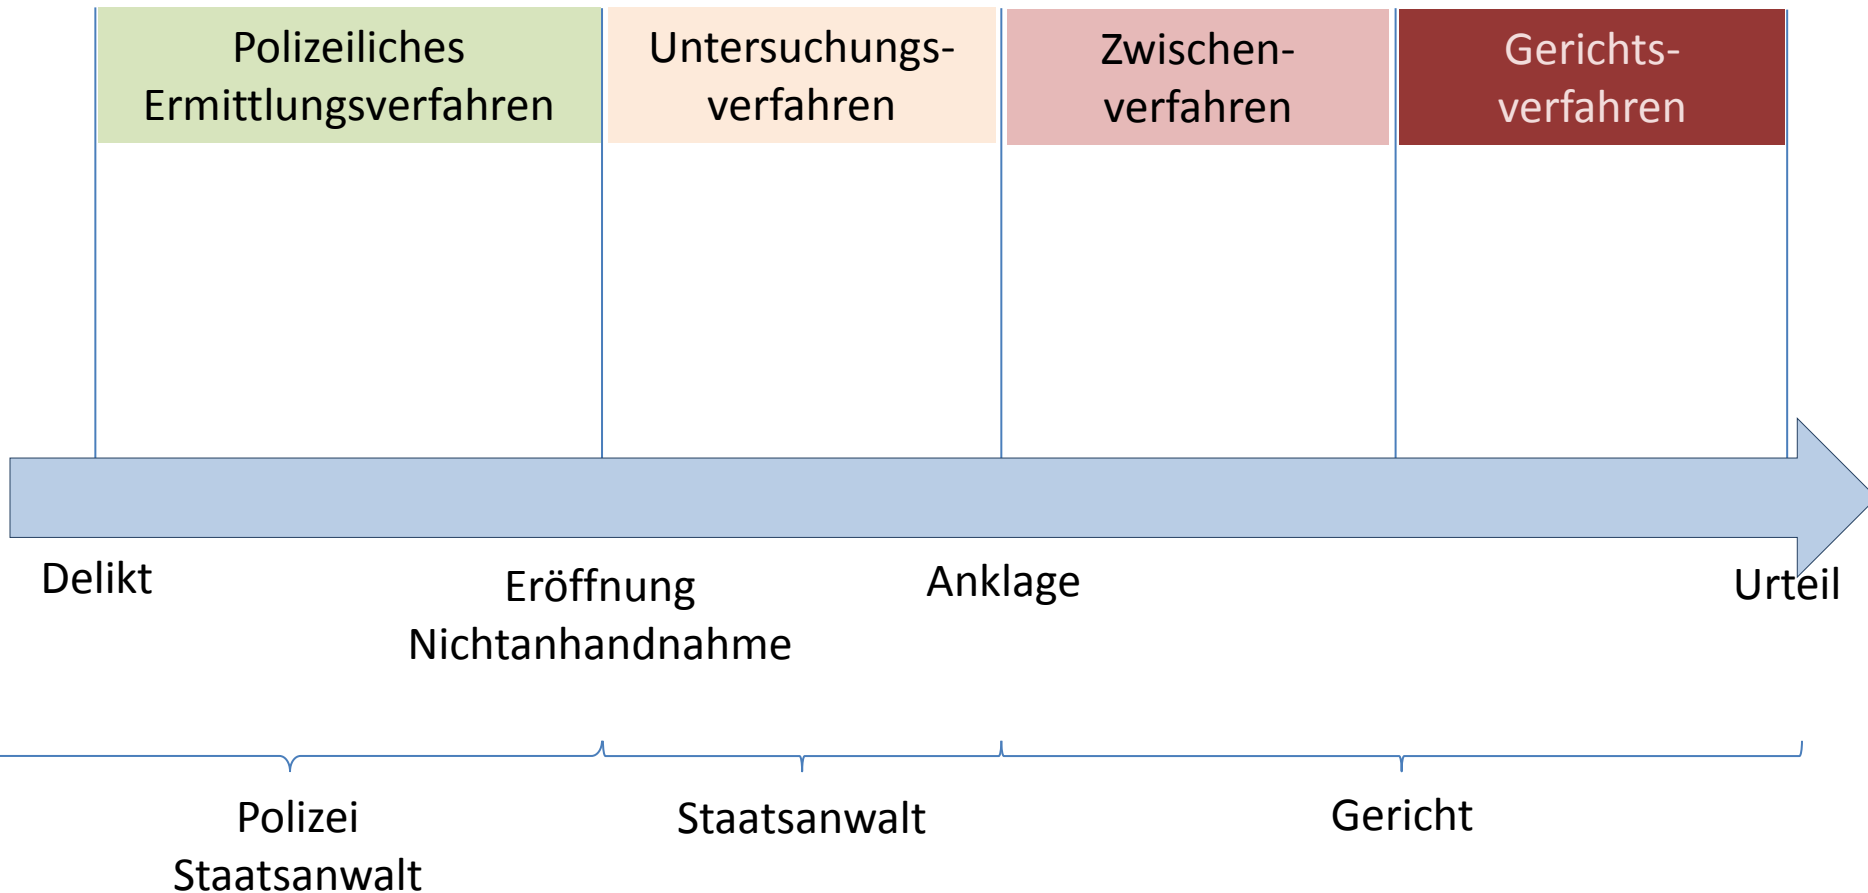 Polizeiliches
Ermittlungsverfahren
Untersuchungs-
verfahren
Zwischen-
verfahren
Gerichts-
verfahren
Delikt
Eröffnung
Nichtanhandnahme
Anklage
Urteil
Polizei
Staatsanwalt
Staatsanwalt
Gericht